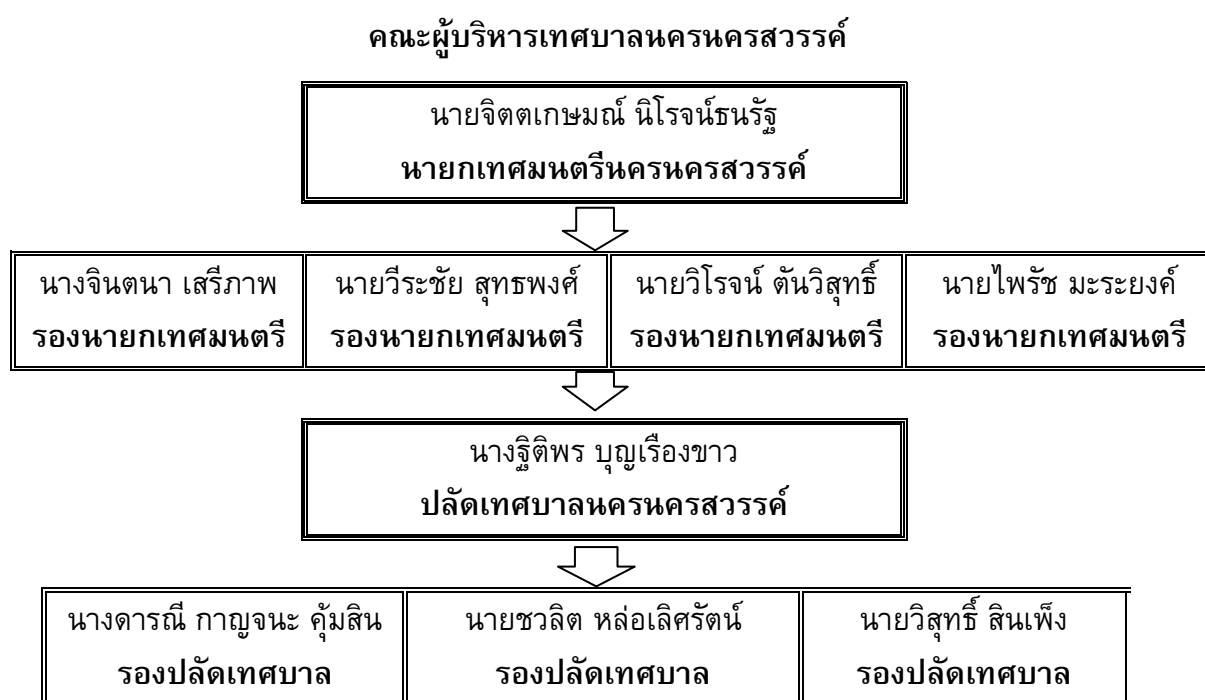 คณะผู้บริหารเทศบาลนครนครสวรรค์
นายจิตตเกษมณ์ นิโรจน์ธนรัฐ
นายกเทศมนตรีนครนครสวรรค์
นางจินตนา เสรีภาพ
รองนายกเทศมนตรี
นายวีระชัย สุทธพงศ์
รองนายกเทศมนตรี
นายวิโรจน์ ตันวิสุทธิ์
รองนายกเทศมนตรี
นายไพรัช มะระยงค์
รองนายกเทศมนตรี
นางฐิติพร บุญเรืองขาว
ปลัดเทศบาลนครนครสวรรค์
นางดารณี กาญจนะ คุ้มสิน
รองปลัดเทศบาล
นายชวลิต หล่อเลิศรัตน์
รองปลัดเทศบาล
นายวิสุทธิ์ สินเพ็ง
รองปลัดเทศบาล